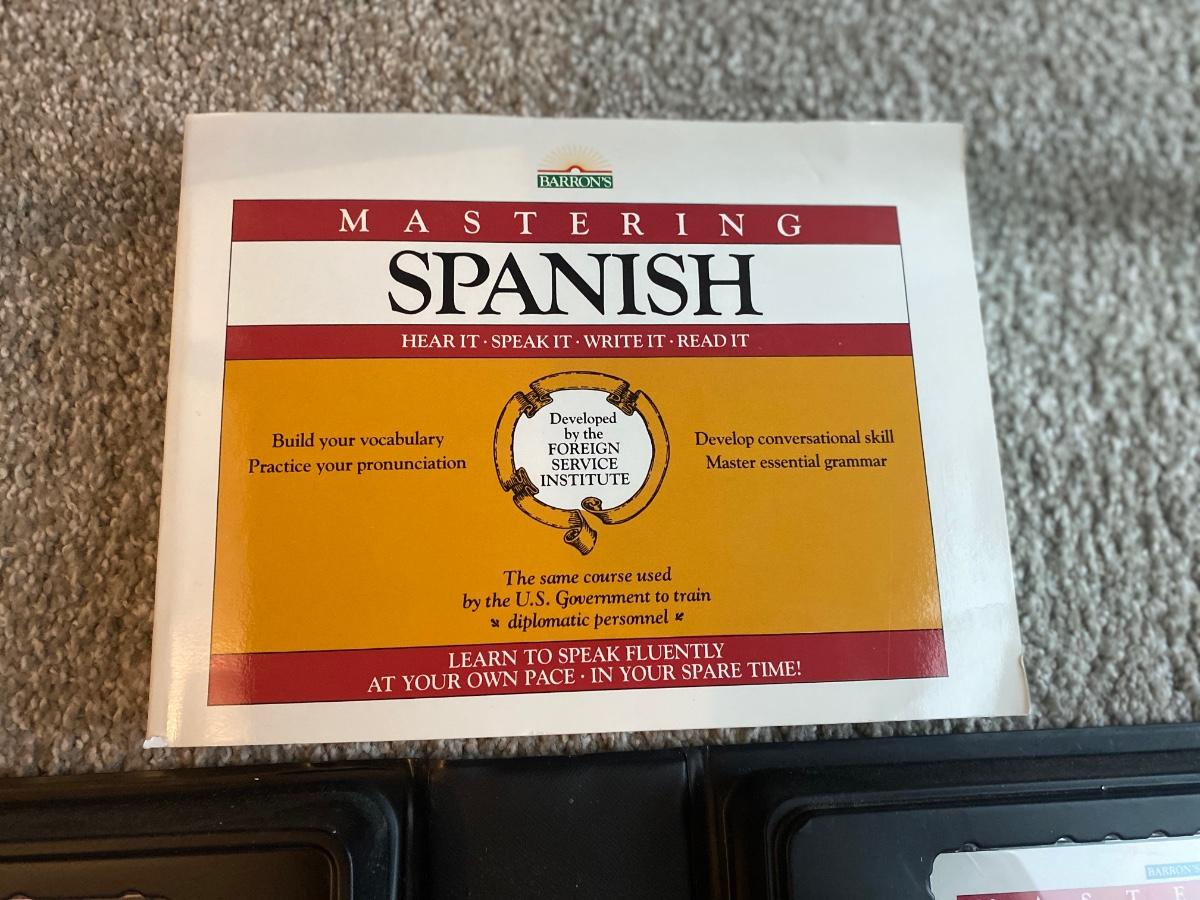 BARRON'S
MASTERING
SPANISH
HEAR IT · SPEAK IT · WRITE IT · READ IT
Build your vocabulary
Practice your pronunciation
Developed
by the
FOREIGN
SERVICE
INSTITUTE
Develop conversational skill
Master essential grammar
The same course used
by the U.S. Government to train
diplomatic personnel
LEARN TO SPEAK FLUENTLY
AT YOUR OWN PACE · IN YOUR SPARE TIME!
BARRON'S